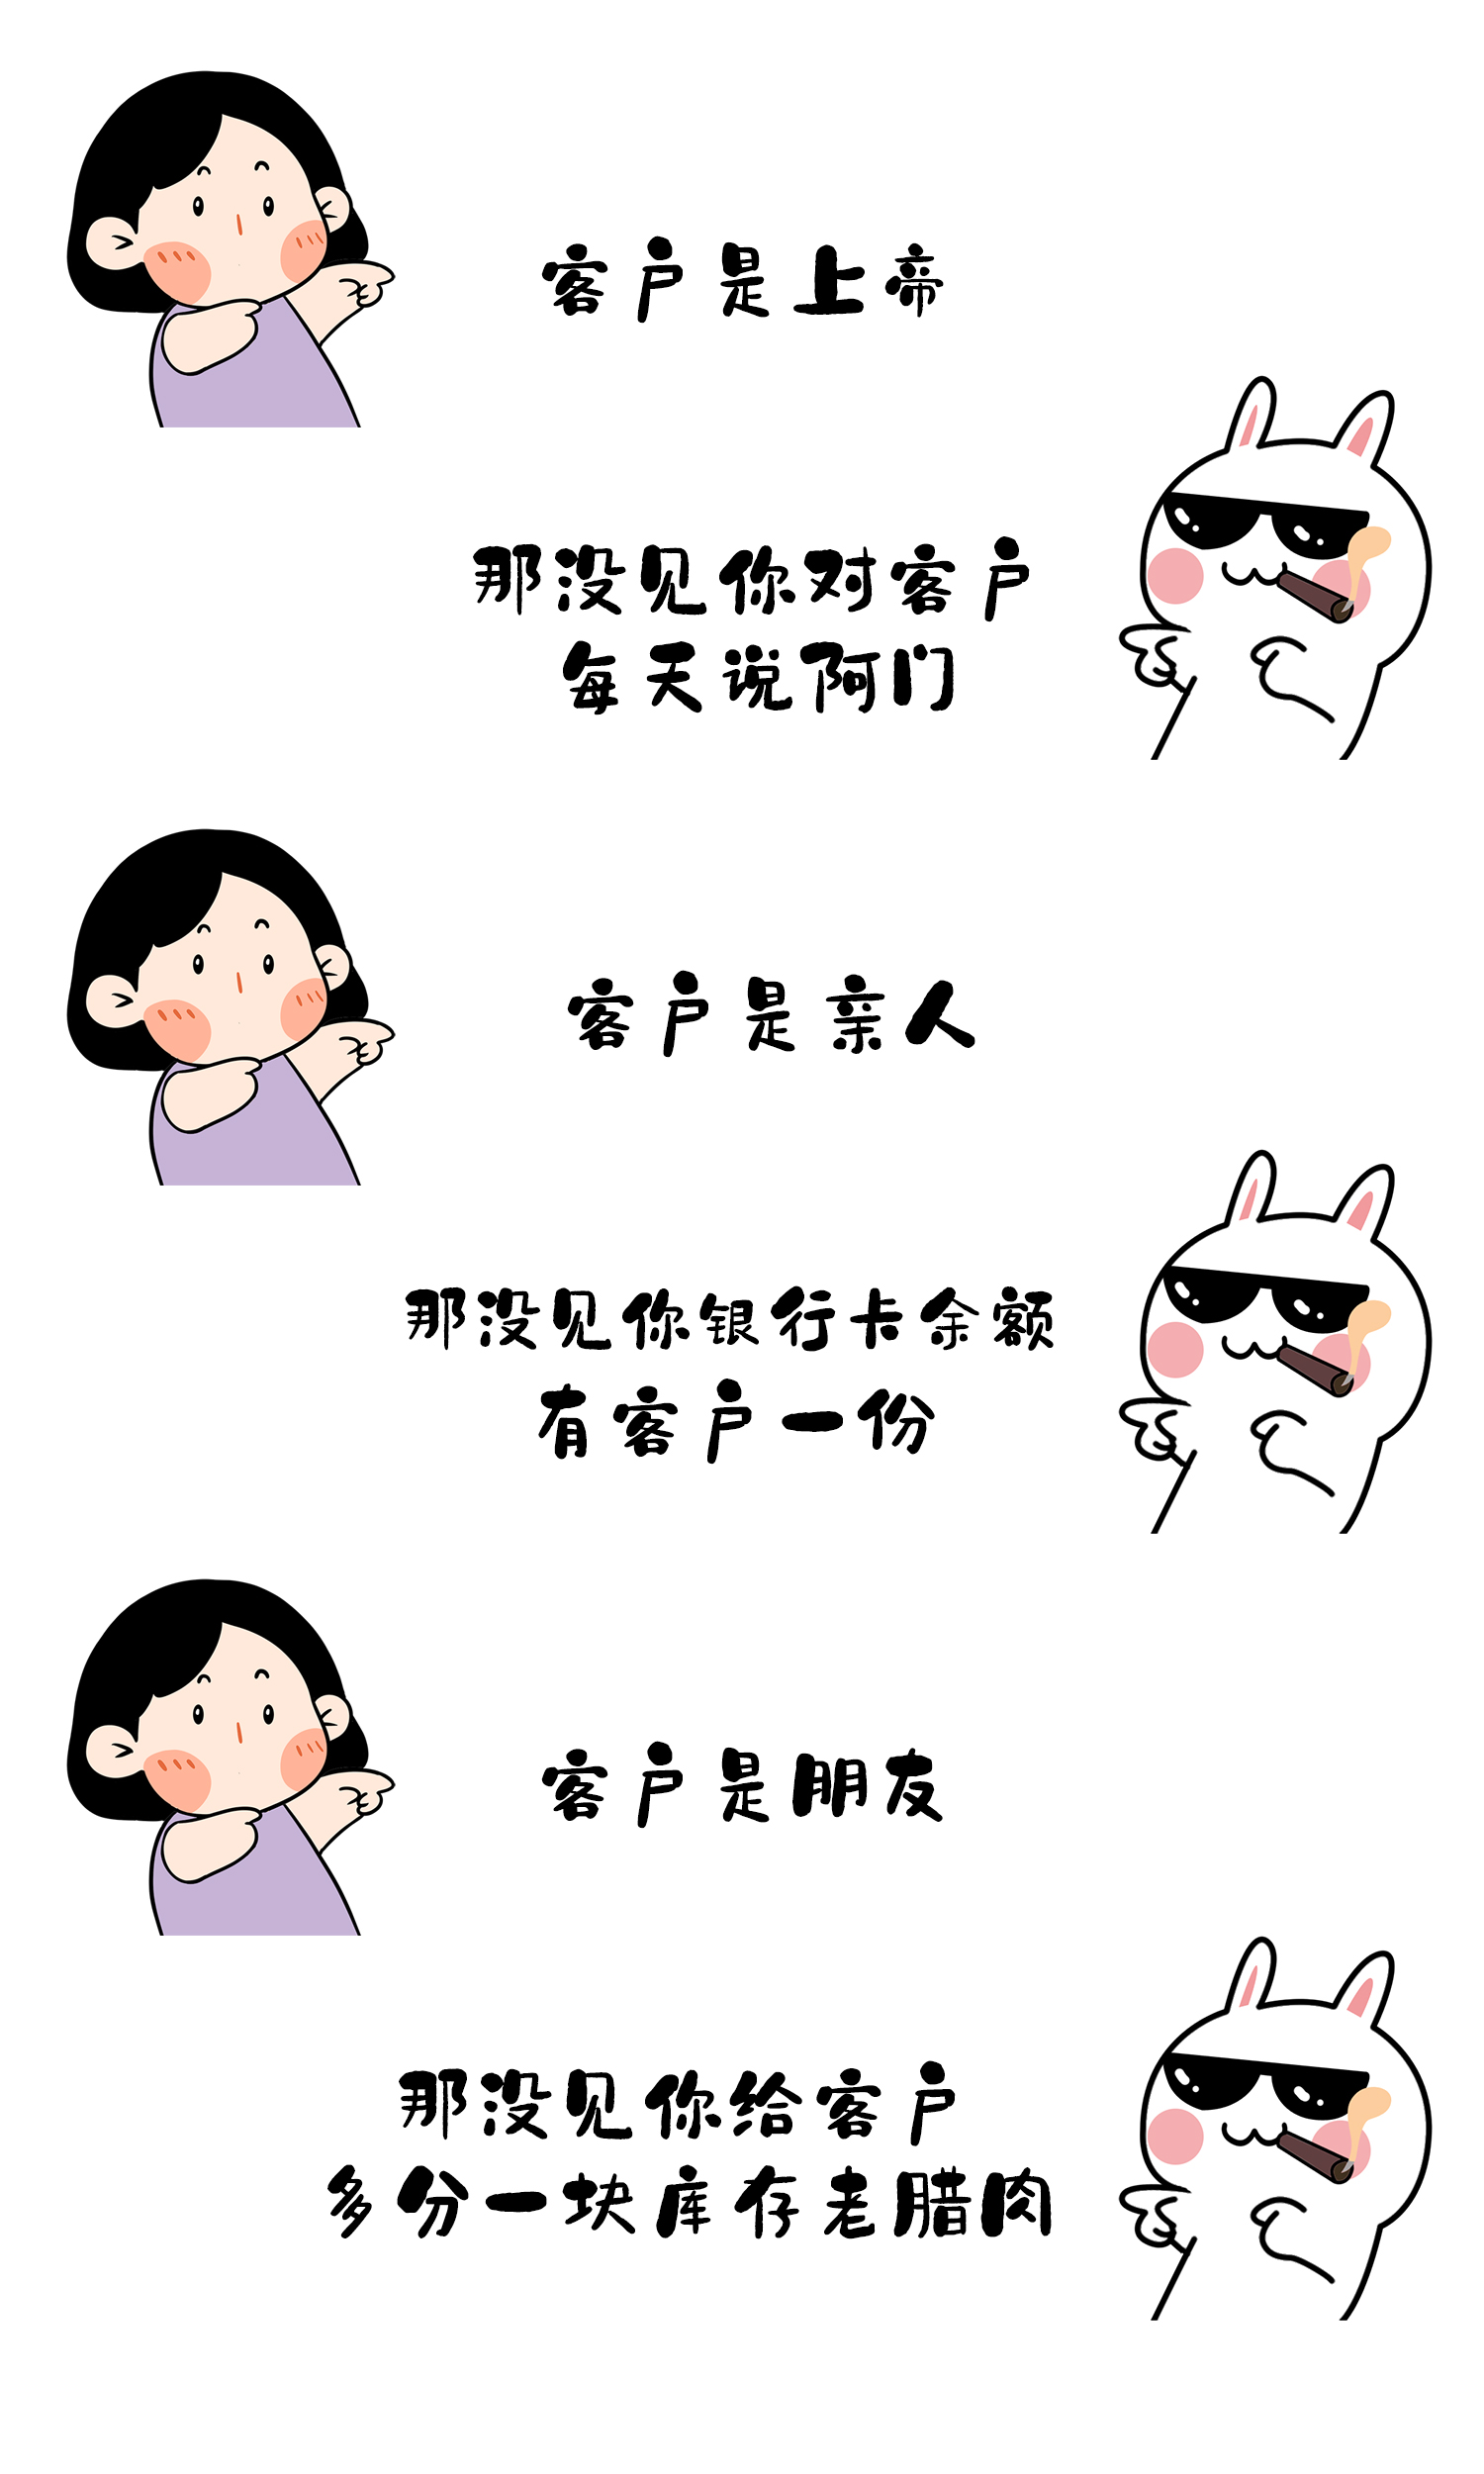 客户是上帝
那没见你对客户
每天说阿门
客户是亲人
那没见你银行卡余额
有客户一份
客户是朋友
那没见你给客户
多分一块库存老腊肉